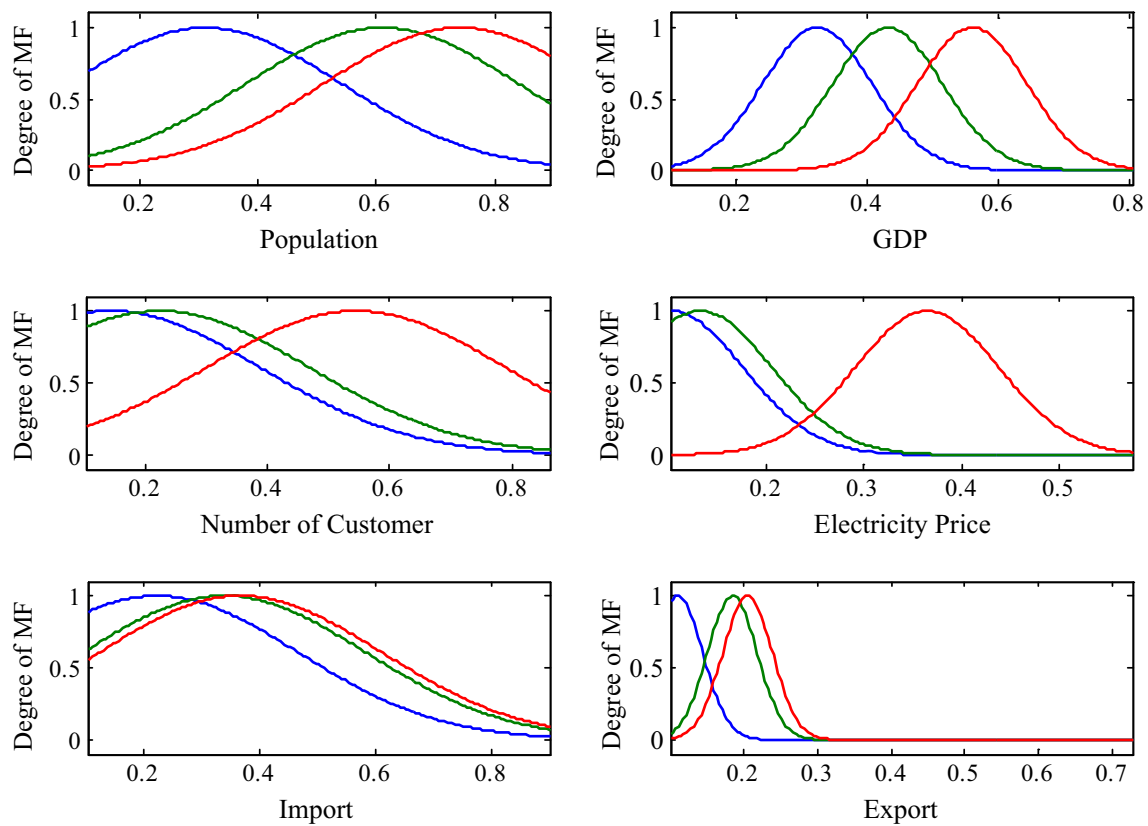 Degree of MF
1
0.5
0
0.2 0.4 0.6 0.8
Population
Degree of MF
1
0.5
0
0.2 0.4 0.6 0.8
GDP
Degree of MF
1
0.5
0
0.2 0.4 0.6 0.8
Number of Customer
Degree of MF
1
0.5
0
0.2 0.3 0.4 0.5
Electricity Price
Degree of MF
1
0.5
0
0.2 0.4 0.6 0.8
Import
Degree of MF
1
0.5
0
0.2 0.3 0.4 0.5 0.6 0.7
Export